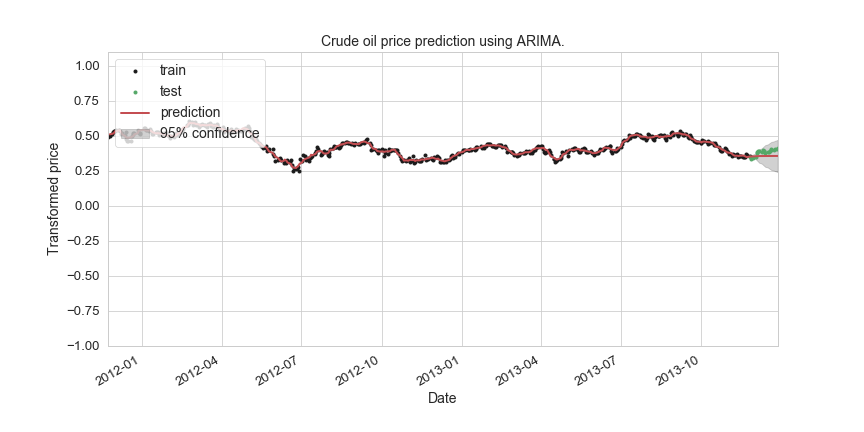 Crude oil price prediction using ARIMA.
1.00
0.75
0.50
0.25
0.00
−0.25
−0.50
−0.75
−1.00
Transformed price
train
test
prediction
95% confidence
2012-01
2012-04
2012-07
2012-10
2013-01
2013-04
2013-07
2013-10
Date